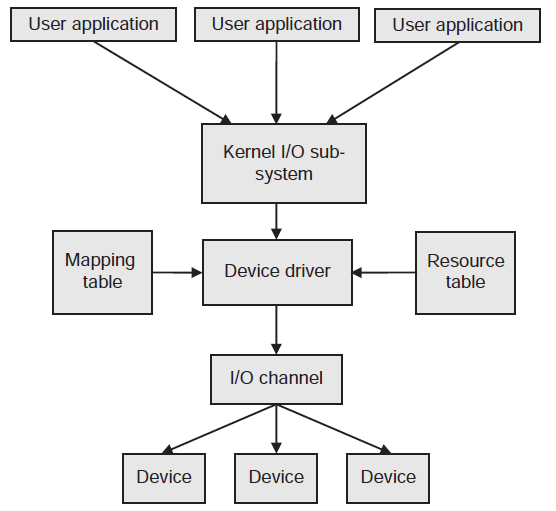 User application
User application
User application
Kernel I/O sub-
system
Mapping
table
Device driver
Resource
table
I/O channel
Device
Device
Device